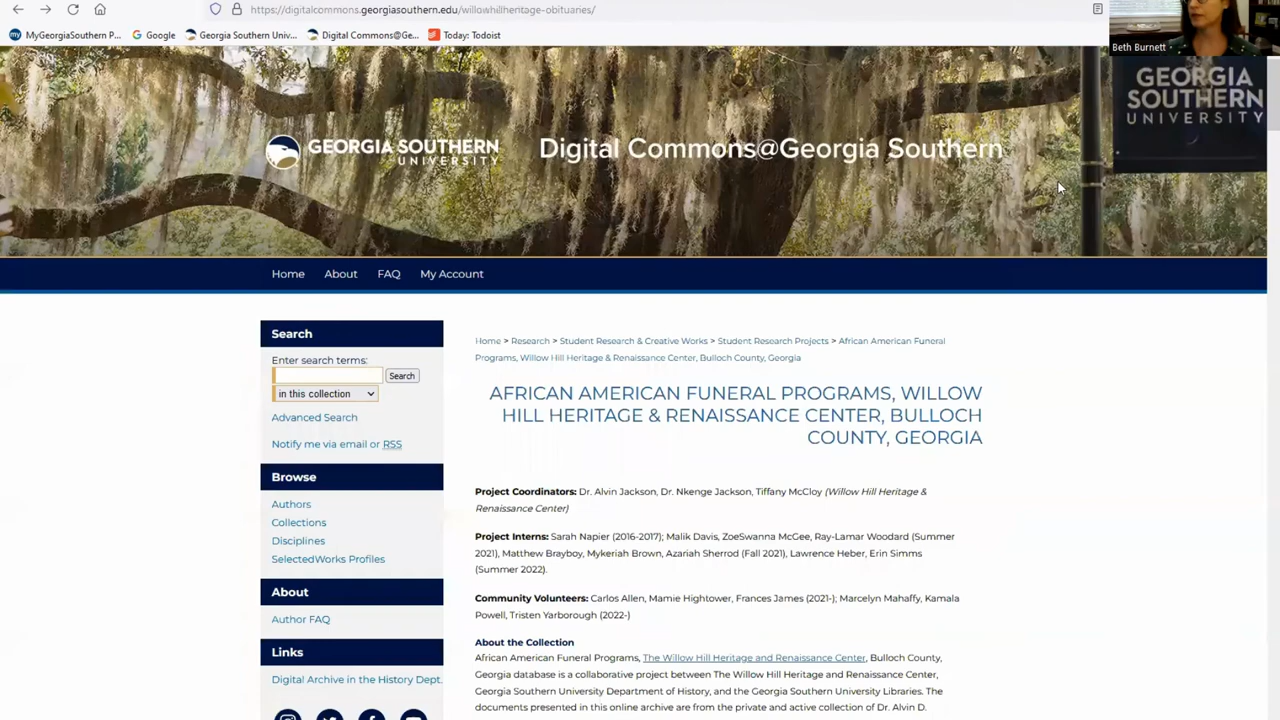 https://digitalcommons.georgiasouthern.edu/willowhillheritage-obituaries/
MyGeorgiaSouthern P... Google Georgia Southern Univ... Digital Commons@Ge... Today: Todoist
Beth Burnett
GEORGIA
SOUTHERN
UNIVERSITY
GEORGIA SOUTHERN
UNIVERSITY
Digital Commons@Georgia Southern
Home About FAQ My Account
Search
Enter search terms:
Search
in this collection
Advanced Search
Notify me via email or RSS
Browse
Authors
Collections
Disciplines
SelectedWorks Profiles
About
Author FAQ
Links
Digital Archive in the History Dept.
Home > Research > Student Research & Creative Works > Student Research Projects > African American Funeral
Programs, Willow Hill Heritage & Renaissance Center, Bulloch County, Georgia
AFRICAN AMERICAN FUNERAL PROGRAMS, WILLOW
HILL HERITAGE & RENAISSANCE CENTER, BULLOCH
COUNTY, GEORGIA
Project Coordinators: Dr. Alvin Jackson, Dr. Nkenge Jackson, Tiffany McCloy (Willow Hill Heritage &
Renaissance Center)
Project Interns: Sarah Napier (2016-2017); Malik Davis, ZoeSwanna McGee, Ray-Lamar Woodard (Summer
2021), Matthew Brayboy, Mykeriah Brown, Azariah Sherrod (Fall 2021), Lawrence Heber, Erin Simms
(Summer 2022).
Community Volunteers: Carlos Allen, Mamie Hightower, Frances James (2021-); Marcelyn Mahaffy, Kamala
Powell, Tristen Yarborough (2022-)
About the Collection
African American Funeral Programs, The Willow Hill Heritage and Renaissance Center, Bulloch County,
Georgia database is a collaborative project between The Willow Hill Heritage and Renaissance Center,
Georgia Southern University Department of History, and the Georgia Southern University Libraries. The
documents presented in this online archive are from the private and active collection of Dr. Alvin D.